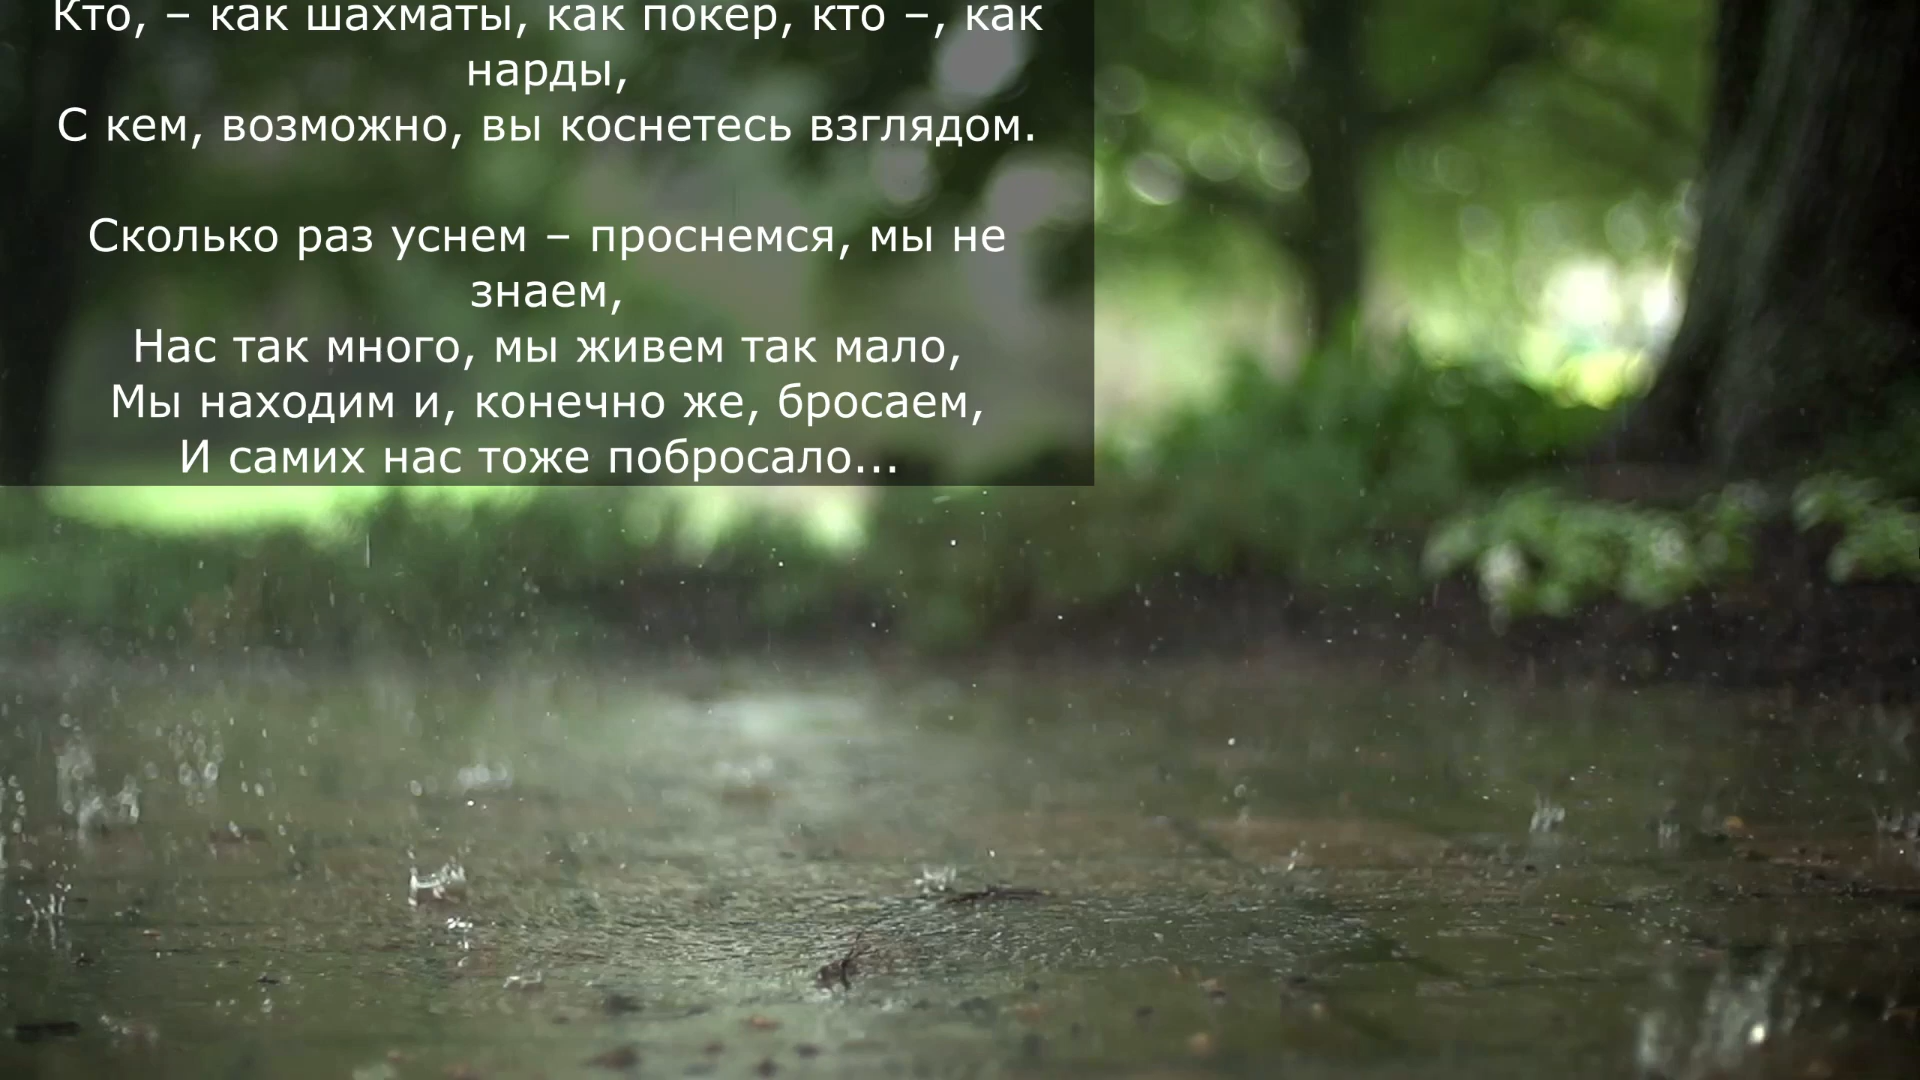 Кто, – как шахматы, как покер, кто –, как
нарды,
С кем, возможно, вы коснетесь взглядом.
Сколько раз уснем – проснемся, мы не
знаем,
Нас так много, мы живем так мало,
Мы находим и, конечно же, бросаем,
И самих нас тоже побросало...